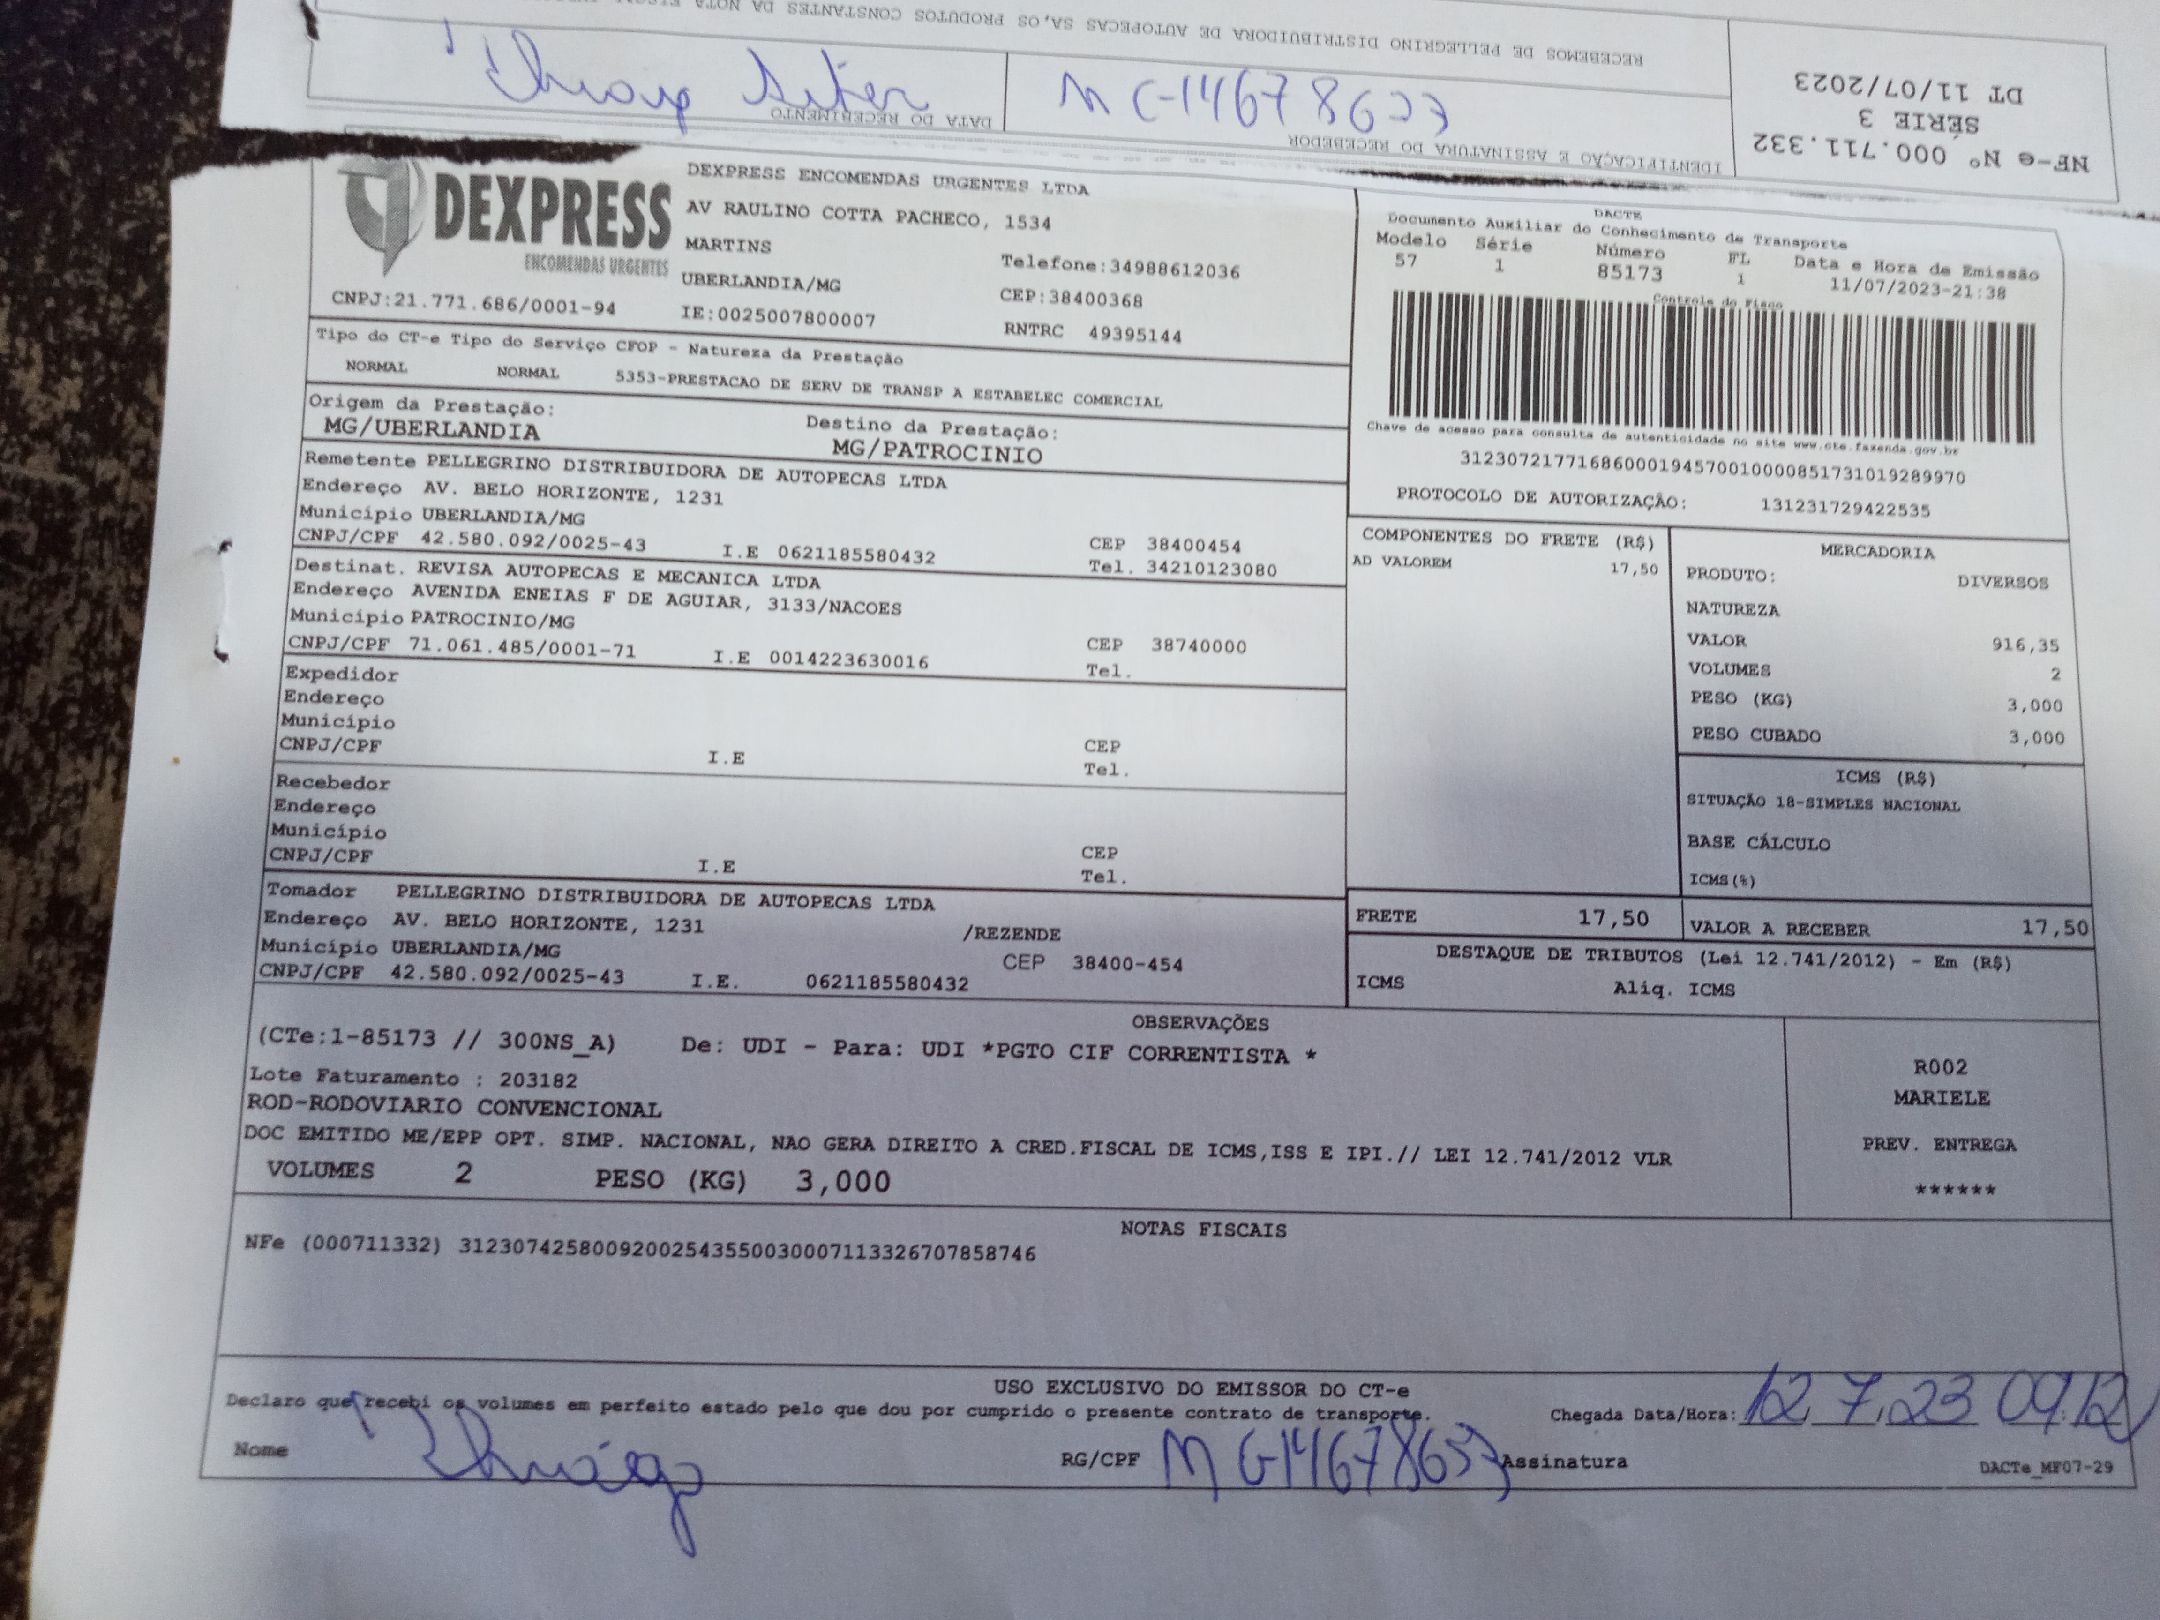 RECEBEMOS DE PELLEGRINO DISTRIBUIDORA DE AUTOPECAS SA,OS PRODUTOS CONSTANTES DA NOTA
MG-14678637
DATA DO RECEBIMENTO
IDENTIFICAÇÃO E ASSINATURA DO RECEBEDOR
NF-e Nº 000.711.332
SÉRIE 3
DT 11/07/2023
DEXPRESS
ENCOMENDAS URGENTES
CNPJ:21.771.686/0001-94
DEXPRESS ENCOMENDAS URGENTES LTDA
AV RAULINO COTTA PACHECO, 1534
MARTINS
UBERLANDIA/MG
IE:0025007800007
Telefone:34988612036
CEP:38400368
RNTRC 49395144
DACTE
Documento Auxiliar do Conhecimento de Transporte
Modelo Série Número FL Data e Hora de Emissão
57 1 85173 1 11/07/2023-21:38
Controle do Fisco
Chave de acesso para consulta de autenticidade no site www.cte.fazenda.gov.br
31230721771686000194570010000851731019289970
PROTOCOLO DE AUTORIZAÇÃO: 131231729422535
Tipo do CT-e Tipo do Serviço CFOP - Natureza da Prestação
NORMAL NORMAL 5353-PRESTACAO DE SERV DE TRANSP A ESTABELEC COMERCIAL
Origem da Prestação: Destino da Prestação:
MG/UBERLANDIA MG/PATROCINIO
Remetente PELLEGRINO DISTRIBUIDORA DE AUTOPECAS LTDA
Endereço AV. BELO HORIZONTE, 1231
Município UBERLANDIA/MG CEP 38400454
CNPJ/CPF 42.580.092/0025-43 I.E 0621185580432 Tel. 34210123080
Destinat. REVISA AUTOPECAS E MECANICA LTDA
Endereço AVENIDA ENEIAS F DE AGUIAR, 3133/NACOES
Município PATROCINIO/MG CEP 38740000
CNPJ/CPF 71.061.485/0001-71 I.E 0014223630016 Tel.
Expedidor
Endereço
Município CEP
CNPJ/CPF I.E Tel.
Recebedor
Endereço
Município CEP
CNPJ/CPF I.E Tel.
Tomador PELLEGRINO DISTRIBUIDORA DE AUTOPECAS LTDA
Endereço AV. BELO HORIZONTE, 1231 /REZENDE
Município UBERLANDIA/MG CEP 38400-454
CNPJ/CPF 42.580.092/0025-43 I.E. 0621185580432
COMPONENTES DO FRETE (R$)
AD VALOREM 17,50
MERCADORIA
PRODUTO: DIVERSOS
NATUREZA
VALOR 916,35
VOLUMES 2
PESO (KG) 3,000
PESO CUBADO 3,000
ICMS (R$)
SITUAÇÃO 18-SIMPLES NACIONAL
BASE CÁLCULO
ICMS(%)
FRETE 17,50 VALOR A RECEBER 17,50
DESTAQUE DE TRIBUTOS (Lei 12.741/2012) - Em (R$)
ICMS Aliq. ICMS
OBSERVAÇÕES
(CTe:1-85173 // 300NS_A) De: UDI - Para: UDI *PGTO CIF CORRENTISTA *
Lote Faturamento : 203182
ROD-RODOVIARIO CONVENCIONAL
DOC EMITIDO ME/EPP OPT. SIMP. NACIONAL, NAO GERA DIREITO A CRED.FISCAL DE ICMS,ISS E IPI.// LEI 12.741/2012 VLR
VOLUMES 2 PESO (KG) 3,000
R002
MARIELE
PREV. ENTREGA
******
NOTAS FISCAIS
NFe (000711332) 31230742580092002543550030007113326707858746
USO EXCLUSIVO DO EMISSOR DO CT-e
Declaro que recebi os volumes em perfeito estado pelo que dou por cumprido o presente contrato de transporte. Chegada Data/Hora: 12 7 23 09:12
Nome RG/CPF MG-14678637 Assinatura
DACTe_MF07-29